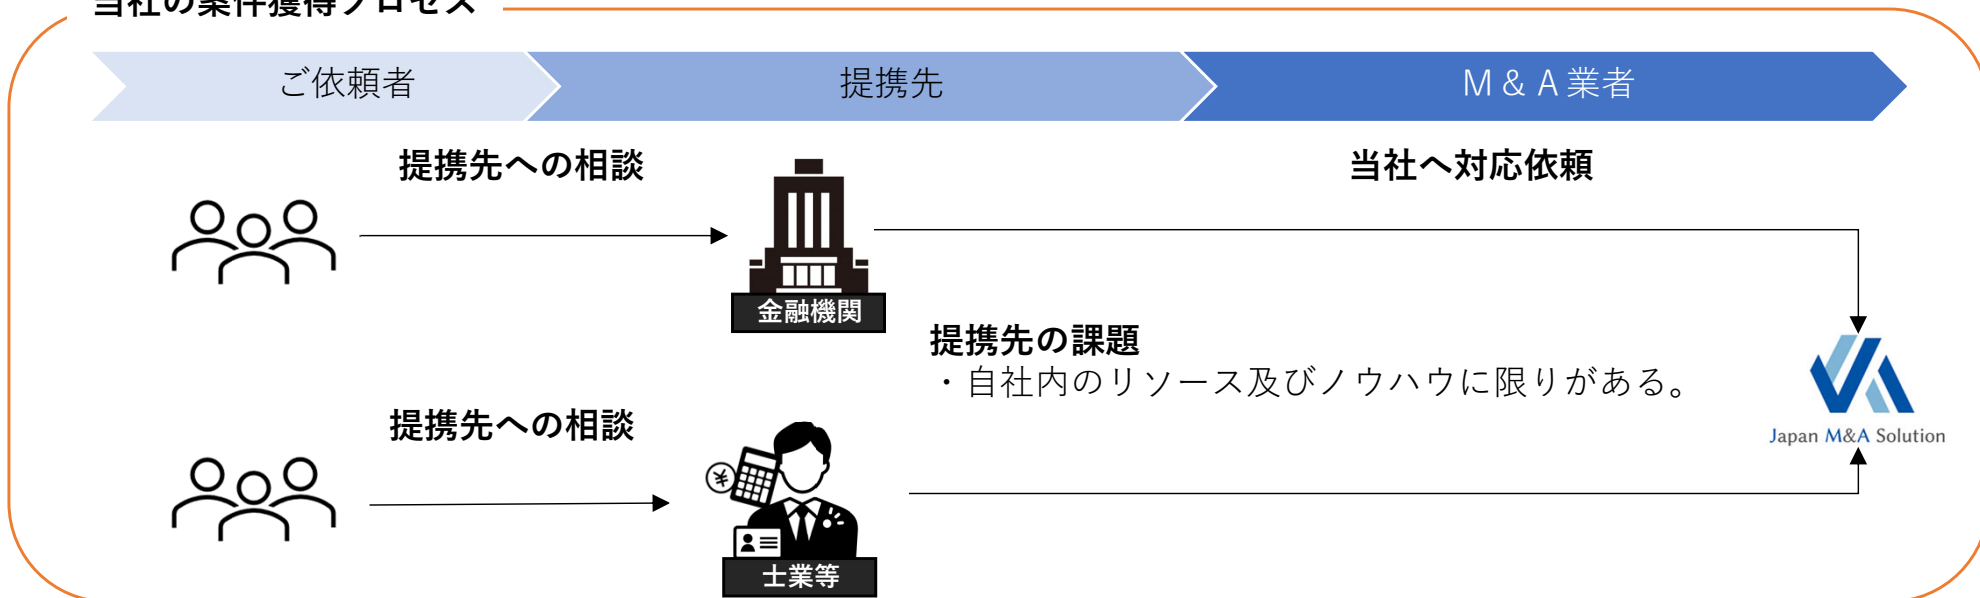 当社の案件獲得プロセス
ご依頼者
提携先
M & A 業者
提携先への相談
当社へ対応依頼
金融機関
提携先の課題
・自社内のリソース及びノウハウに限りがある。
提携先への相談
¥
Japan M&A Solution
士業等